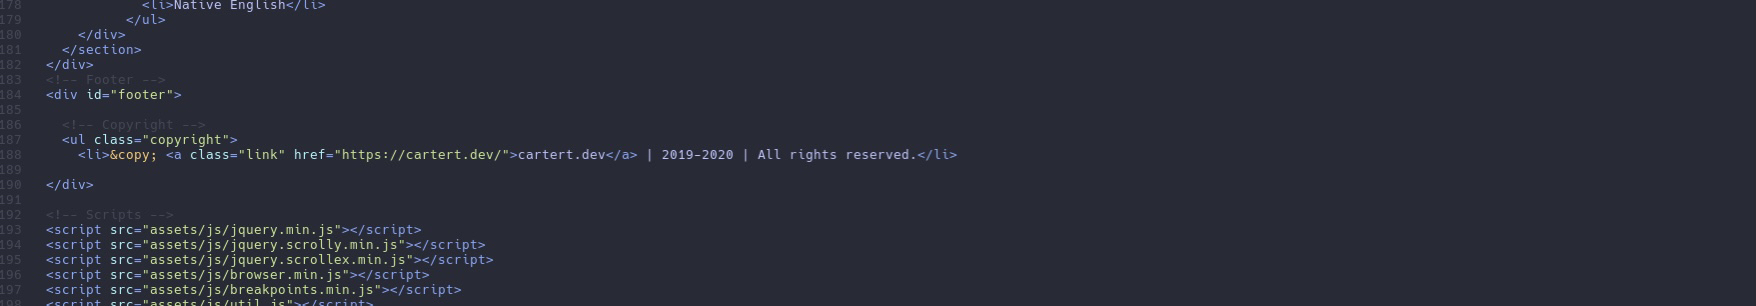 178 <li>Native English</li>
179 </ul>
180 </div>
181 </section>
182 </div>
183 <!-- Footer -->
184 <div id="footer">
185
186 <!-- Copyright -->
187 <ul class="copyright">
188 <li>&copy; <a class="link" href="https://cartert.dev/">cartert.dev</a> | 2019-2020 | All rights reserved.</li>
189
190 </div>
191
192 <!-- Scripts -->
193 <script src="assets/js/jquery.min.js"></script>
194 <script src="assets/js/jquery.scrolly.min.js"></script>
195 <script src="assets/js/jquery.scrollex.min.js"></script>
196 <script src="assets/js/browser.min.js"></script>
197 <script src="assets/js/breakpoints.min.js"></script>
198 <script src="assets/js/util.js"></script>